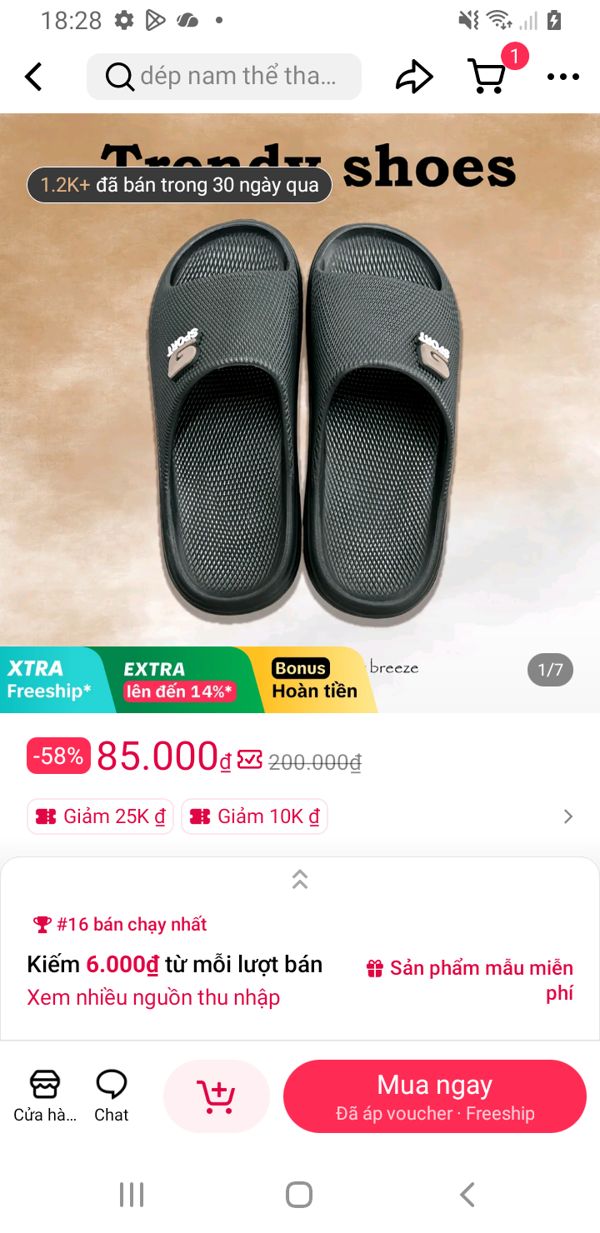 18:28
dép nam thể tha...
1
Trendy shoes
1.2K+ đã bán trong 30 ngày qua
SPORT
G
SPORT
G
XTRA
Freeship*
EXTRA
lên đến 14%*
Bonus
Hoàn tiền
breeze
1/7
-58% 85.000₫ 200.000₫
Giảm 25K ₫
Giảm 10K ₫
#16 bán chạy nhất
Kiếm 6.000₫ từ mỗi lượt bán
Xem nhiều nguồn thu nhập
Sản phẩm mẫu miễn
phí
Cửa hà...
Chat
Mua ngay
Đã áp voucher · Freeship